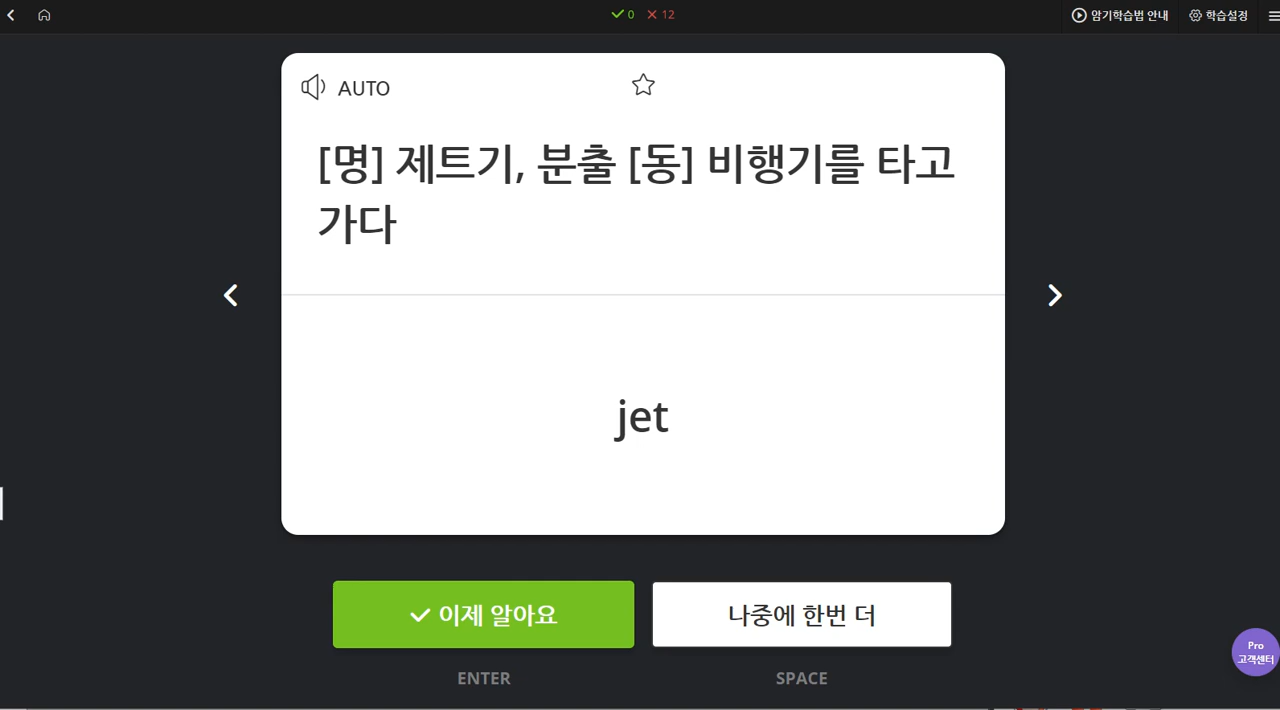 0 12 암기학습법 안내 학습설정
AUTO
[명] 제트기, 분출 [동] 비행기를 타고
가다
jet
이제 알아요 나중에 한번 더
ENTER SPACE
Pro
고객센터